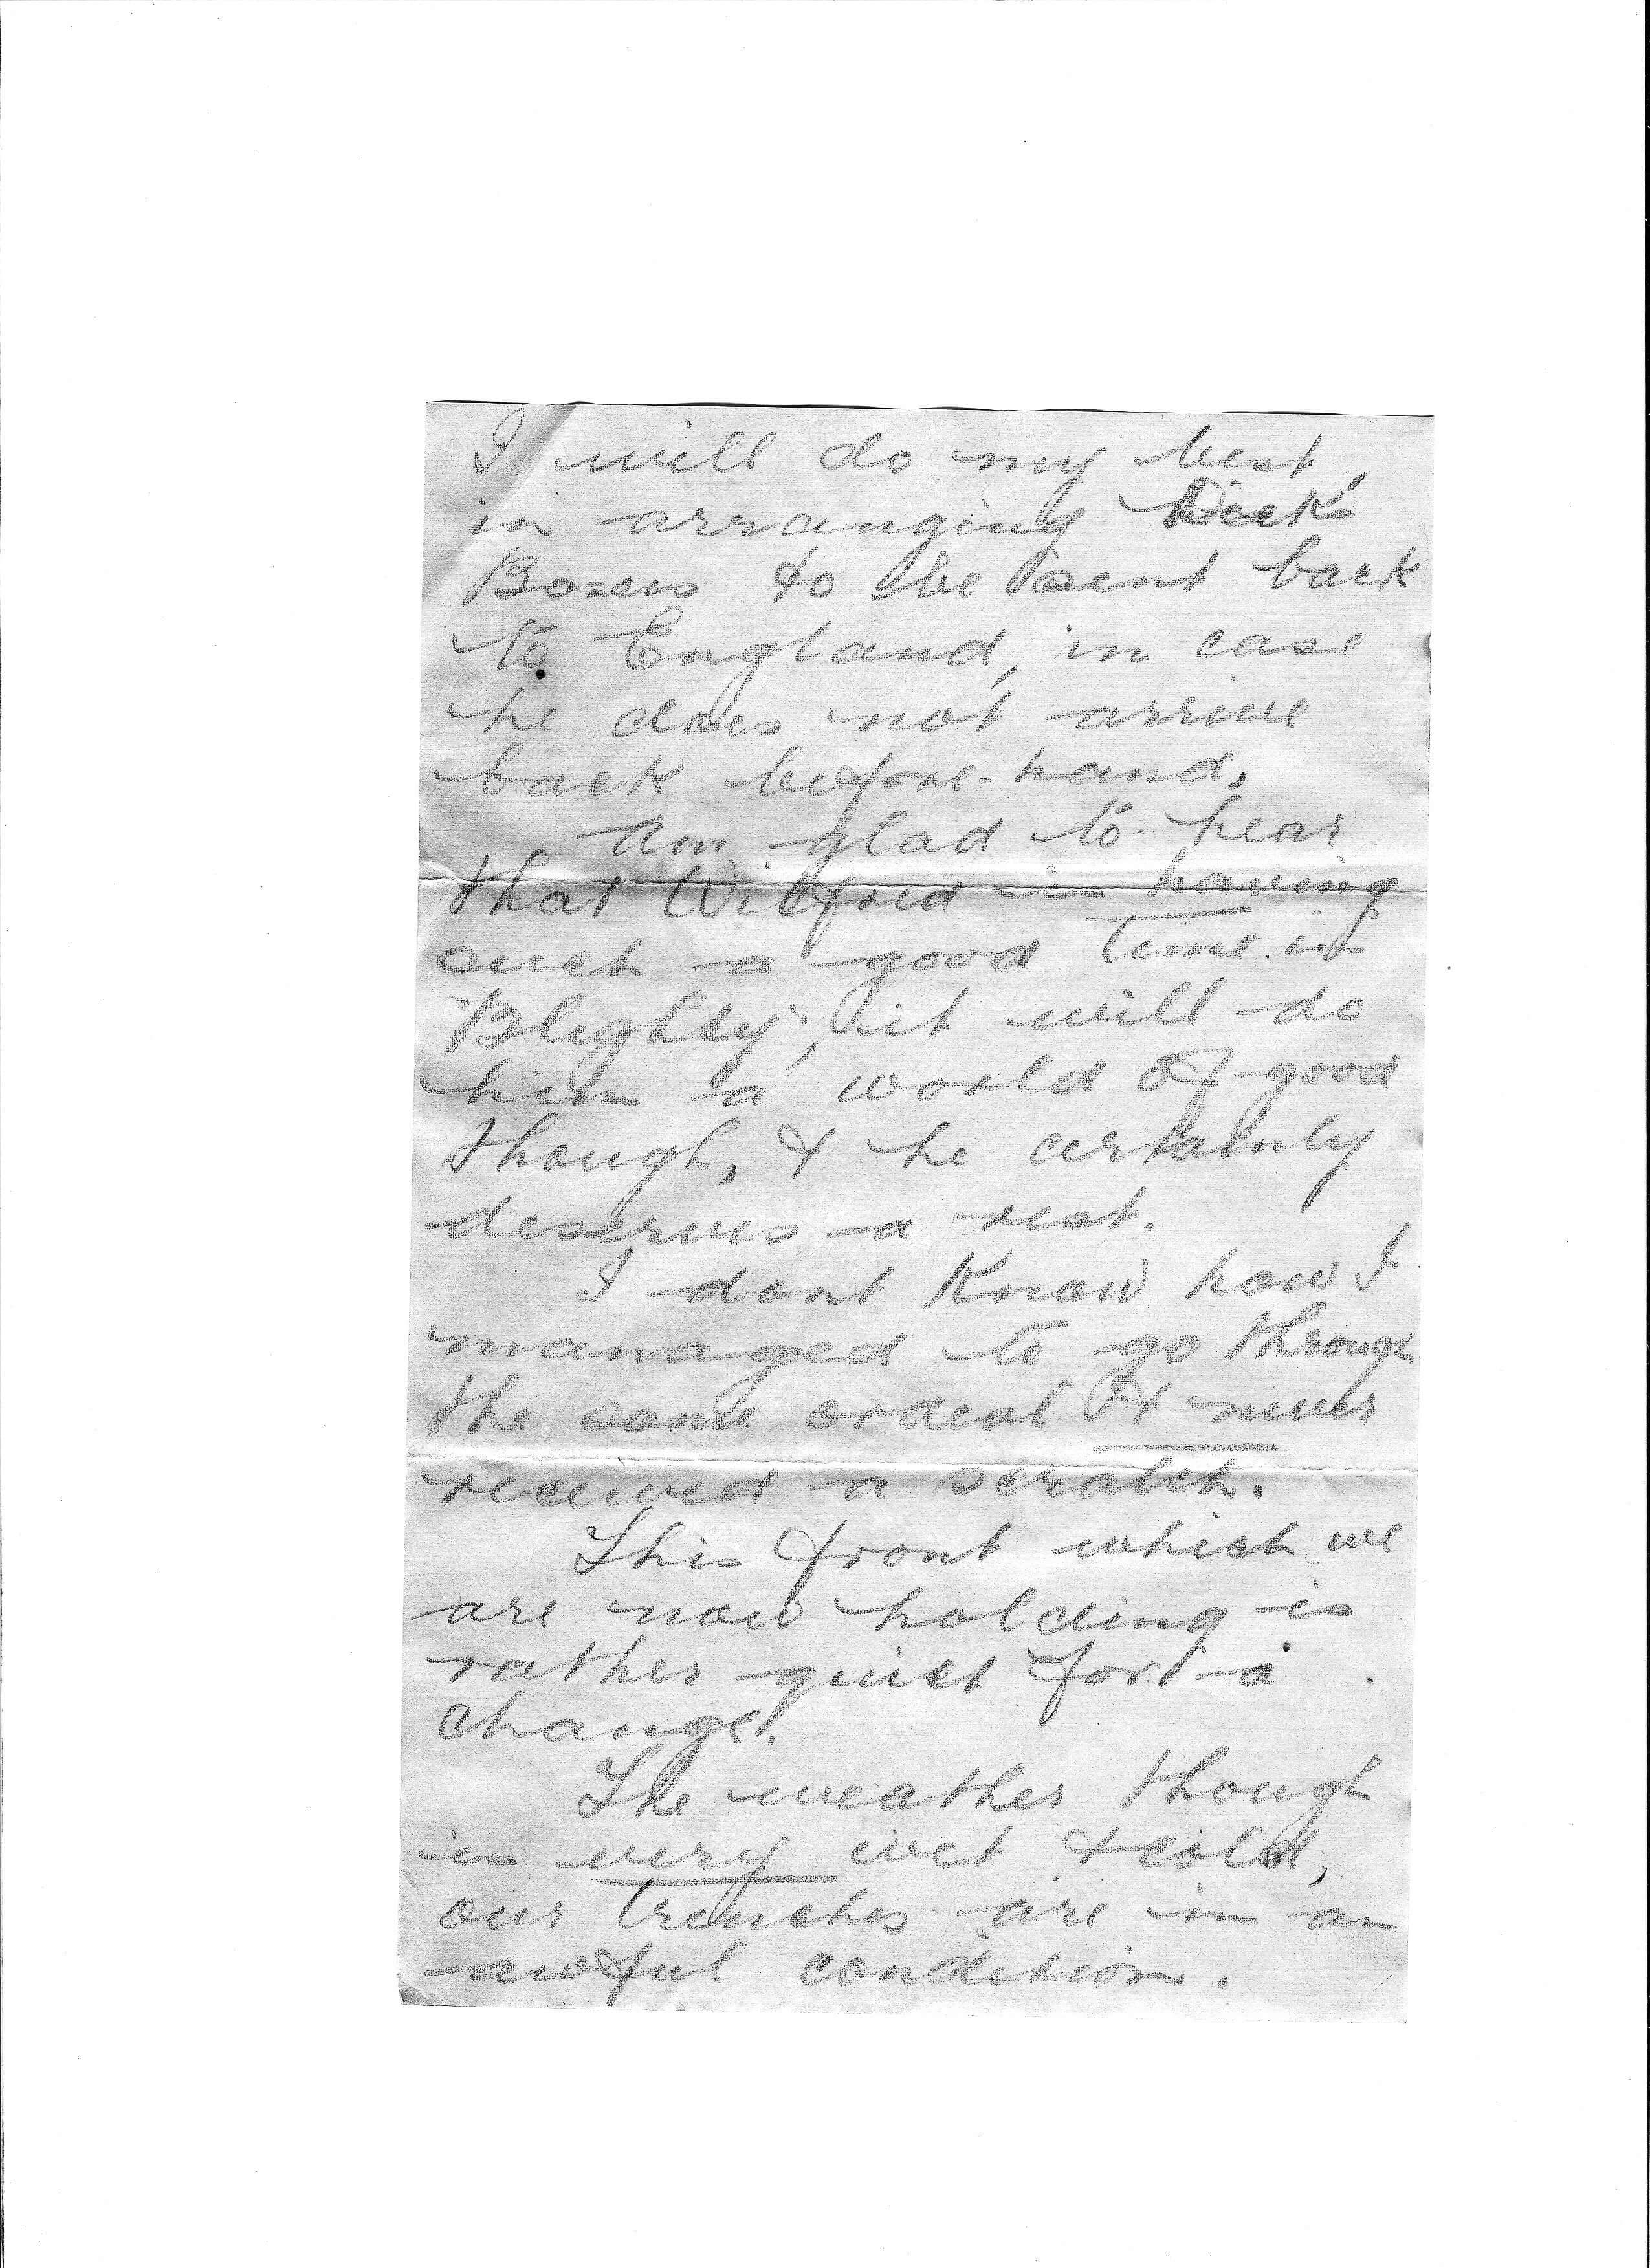 I will do my best,
in arranging Dick's
Boxes to be sent back
to England, in case
he does not arrive
back before-hand.
Am glad to hear
that Wilfred is having
such a good time in
"Blighty", it will do
him a world of good
though, & he certainly
deserves a rest.
I dont know how I
managed to go through
the same ordeal & never
received a scratch.
This front which we
are now holding is
rather quiet for a
change.
The weather though
is very wet & cold,
our trenches are in an
awful condition.